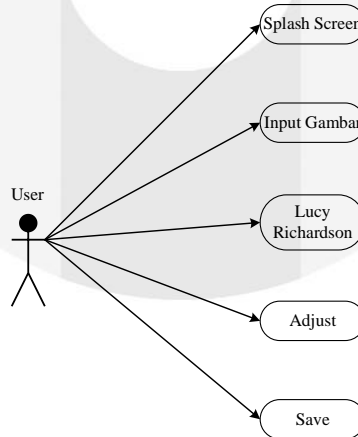 Splash Screen
Input Gambar
User
Lucy
Richardson
Adjust
Save